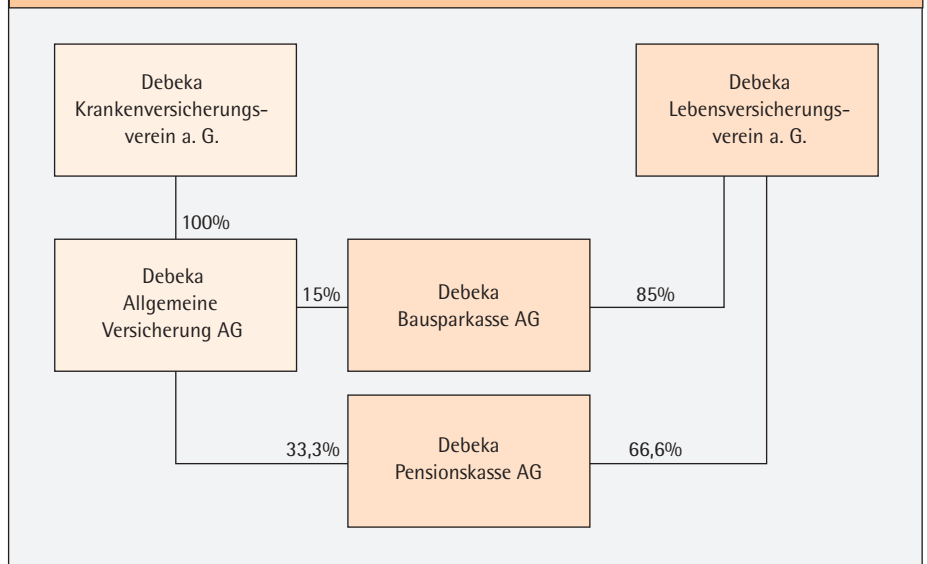 Debeka
Krankenversicherungs-
verein a. G.
Debeka
Lebensversicherungs-
verein a. G.
100%
Debeka
Allgemeine
Versicherung AG
15%
Debeka
Bausparkasse AG
85%
33,3%
Debeka
Pensionskasse AG
66,6%